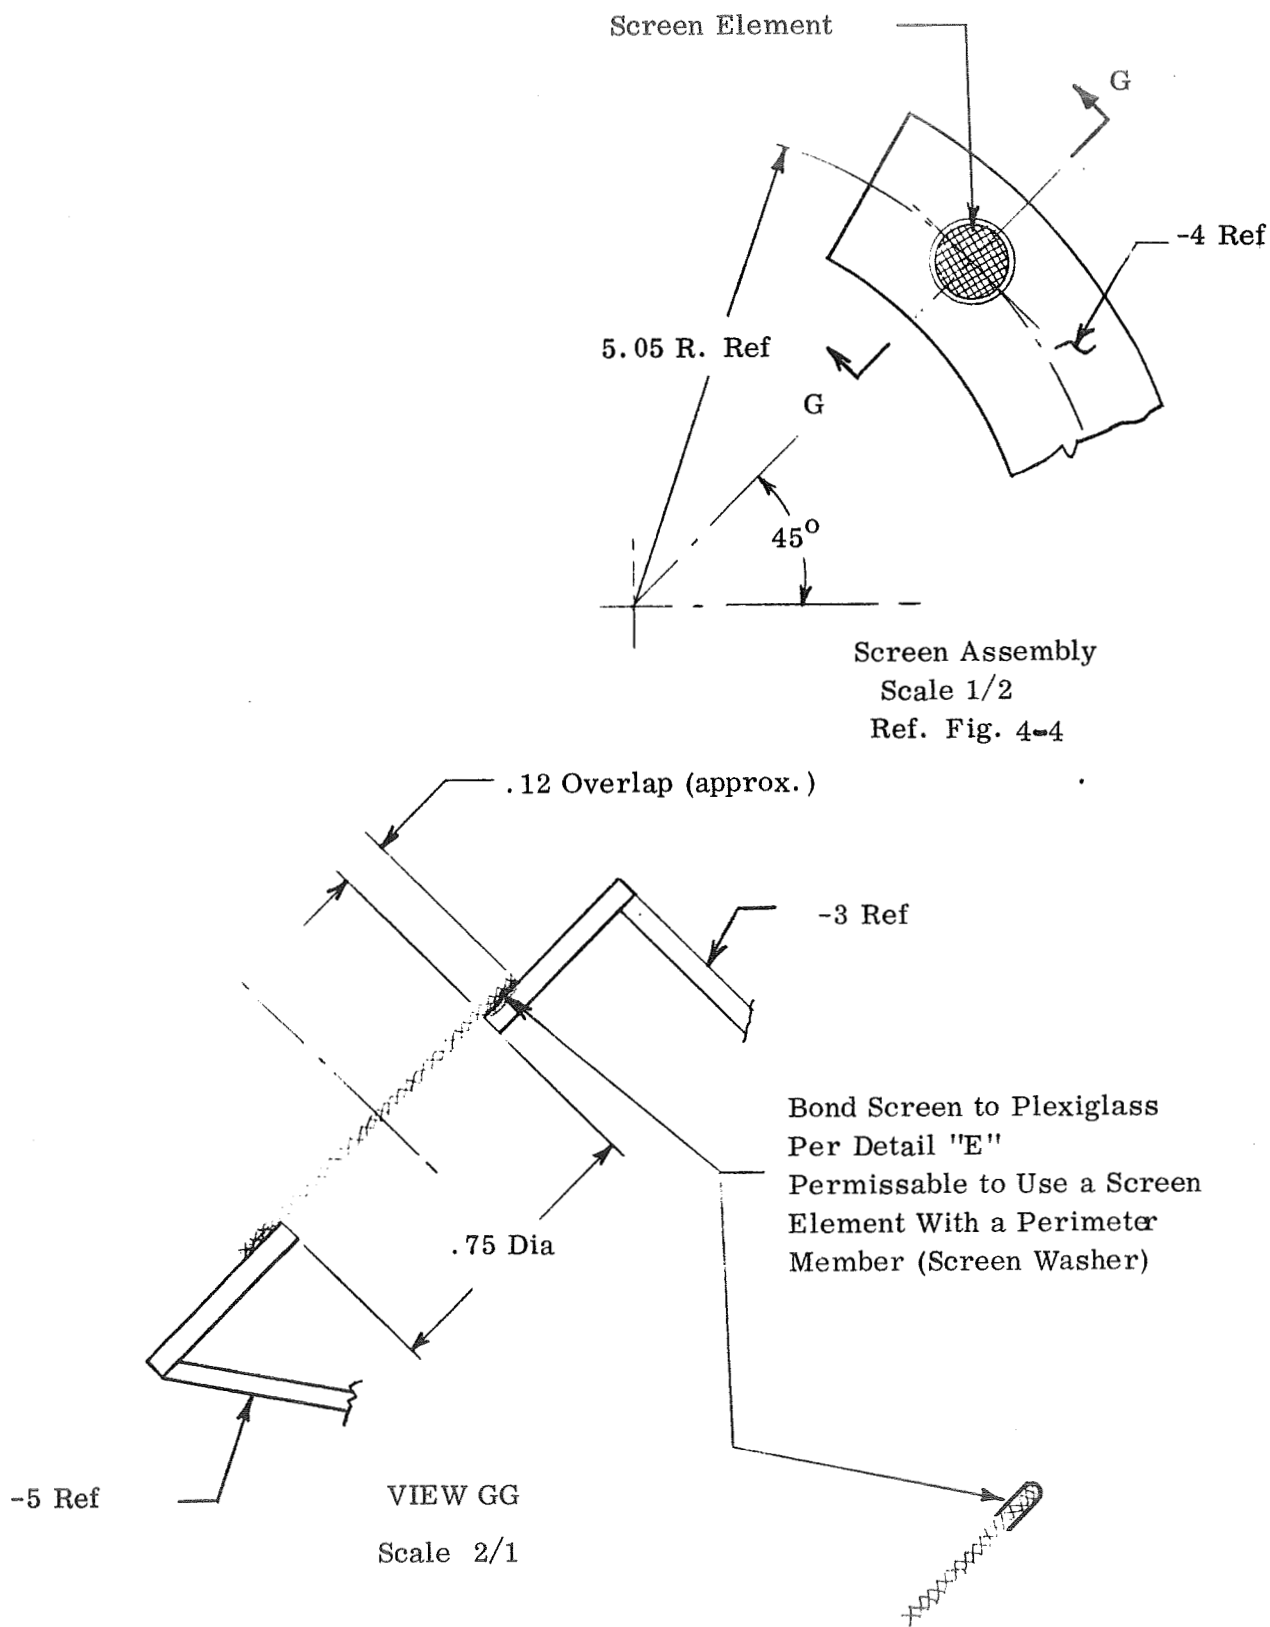 Screen Element
G
-4 Ref
5.05 R. Ref
G
45°
Screen Assembly
Scale 1/2
Ref. Fig. 4-4
.12 Overlap (approx.)
-3 Ref
Bond Screen to Plexiglass
Per Detail "E"
Permissable to Use a Screen
Element With a Perimeter
Member (Screen Washer)
.75 Dia
-5 Ref
VIEW GG
Scale 2/1